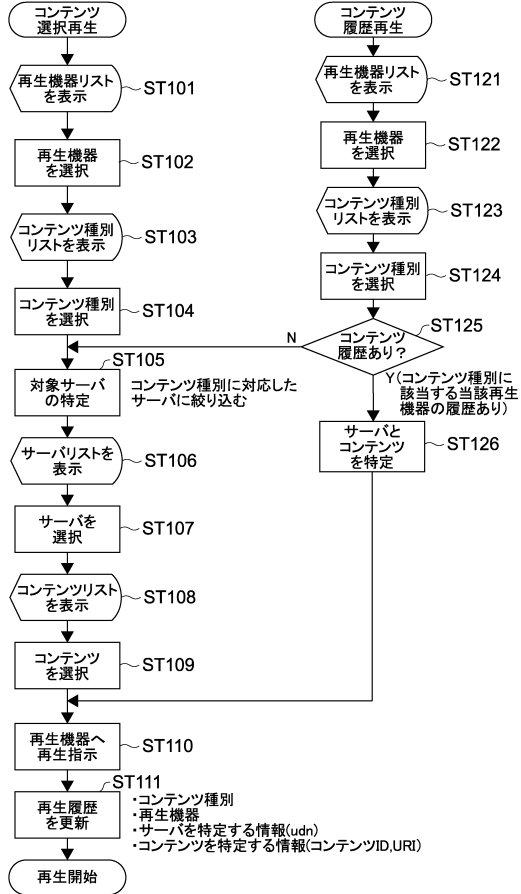 コンテンツ
選択再生
再生機器リスト
を表示
ST101
再生機器
を選択
ST102
コンテンツ種別
リストを表示
ST103
コンテンツ種別
を選択
ST104
ST105
対象サーバ
の特定
コンテンツ種別に対応した
サーバに絞り込む
サーバリストを
表示
ST106
サーバを
選択
ST107
コンテンツリスト
を表示
ST108
コンテンツ
を選択
ST109
再生機器へ
再生指示
ST110
ST111
再生履歴
を更新
・コンテンツ種別
・再生機器
・サーバを特定する情報(udn)
・コンテンツを特定する情報(コンテンツID,URI)
再生開始
コンテンツ
履歴再生
再生機器リスト
を表示
ST121
再生機器
を選択
ST122
コンテンツ種別
リストを表示
ST123
コンテンツ種別
を選択
ST124
ST125
コンテンツ
履歴あり？
N
Y(コンテンツ種別に
該当する当該再生
機器の履歴あり)
サーバと
コンテンツ
を特定
ST126